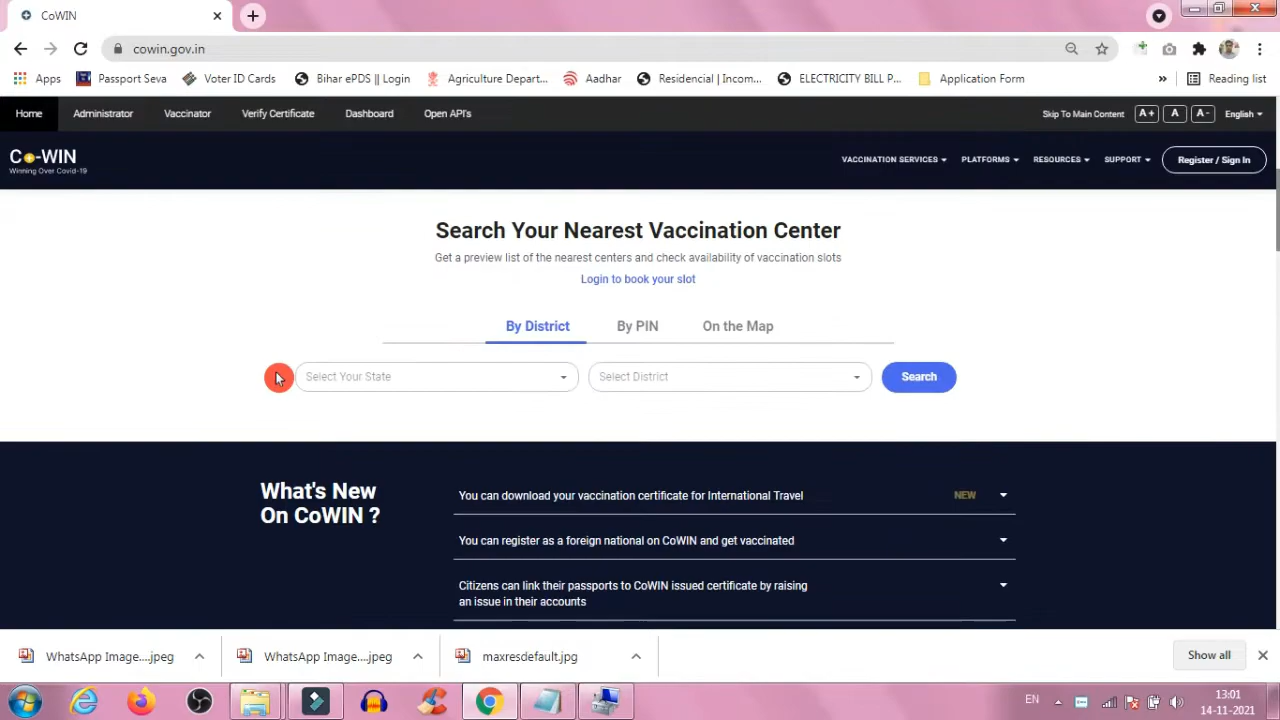 CoWIN
cowin.gov.in
Apps
Passport Seva
Voter ID Cards
Bihar ePDS || Login
Agriculture Depart...
Aadhar
Residencial | Incom...
ELECTRICITY BILL P...
Application Form
»
Reading list
Home
Administrator
Vaccinator
Verify Certificate
Dashboard
Open API's
Skip To Main Content
A+
A
A-
English
Co-WIN
Winning Over Covid-19
VACCINATION SERVICES
PLATFORMS
RESOURCES
SUPPORT
Register / Sign In
Search Your Nearest Vaccination Center
Get a preview list of the nearest centers and check availability of vaccination slots
Login to book your slot
By District
By PIN
On the Map
Select Your State
Select District
Search
What's New
On CoWIN ?
You can download your vaccination certificate for International Travel
NEW
You can register as a foreign national on CoWIN and get vaccinated
Citizens can link their passports to CoWIN issued certificate by raising
an issue in their accounts
WhatsApp Image....jpeg
WhatsApp Image....jpeg
maxresdefault.jpg
Show all
EN
13:01
14-11-2021